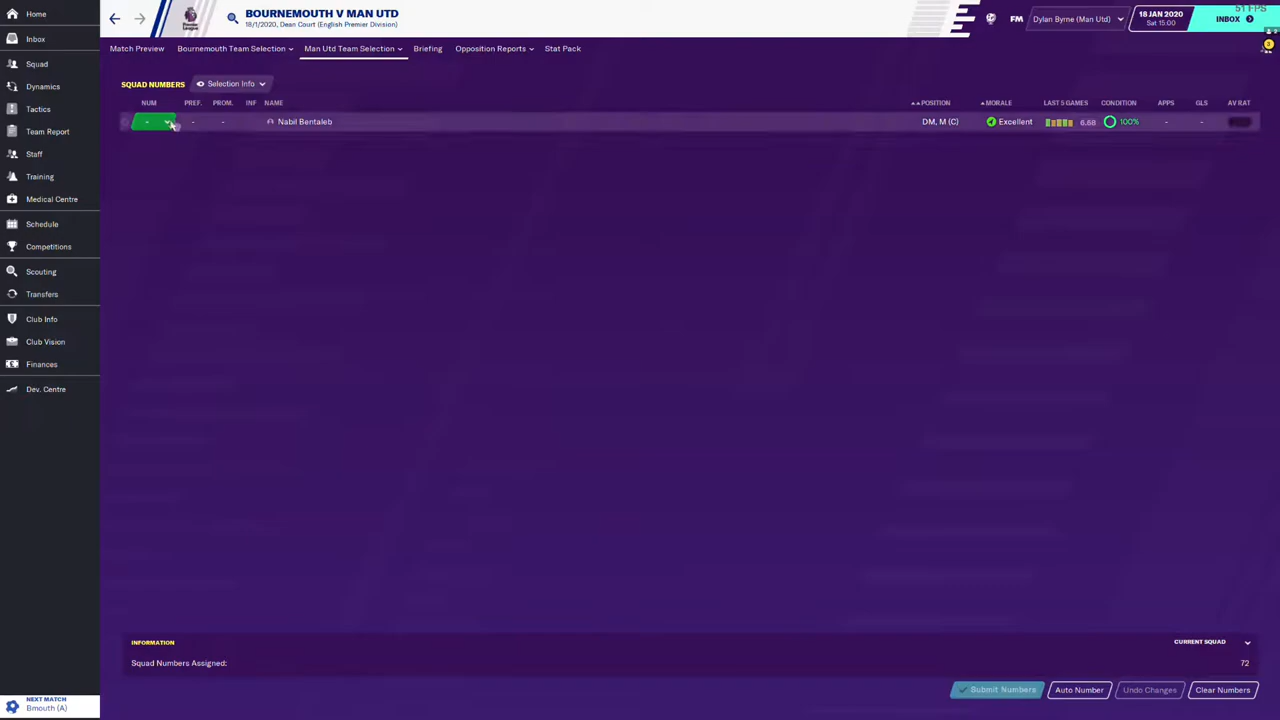 51 FPS
BOURNEMOUTH V MAN UTD
18/1/2020, Dean Court (English Premier Division)
FM
Dylan Byrne (Man Utd)
18 JAN 2020
Sat 15:00
INBOX
2
3
Home
Inbox
Squad
Dynamics
Tactics
Team Report
Staff
Training
Medical Centre
Schedule
Competitions
Scouting
Transfers
Club Info
Club Vision
Finances
Dev. Centre
NEXT MATCH
Bmouth (A)
Match Preview Bournemouth Team Selection Man Utd Team Selection Briefing Opposition Reports Stat Pack
SQUAD NUMBERS Selection Info
NUM PREF. PROM. INF NAME POSITION MORALE LAST 5 GAMES CONDITION APPS GLS AV RAT
- - - Nabil Bentaleb DM, M (C) Excellent 6.68 100% - -
INFORMATION CURRENT SQUAD
Squad Numbers Assigned: 72
Submit Numbers Auto Number Undo Changes Clear Numbers